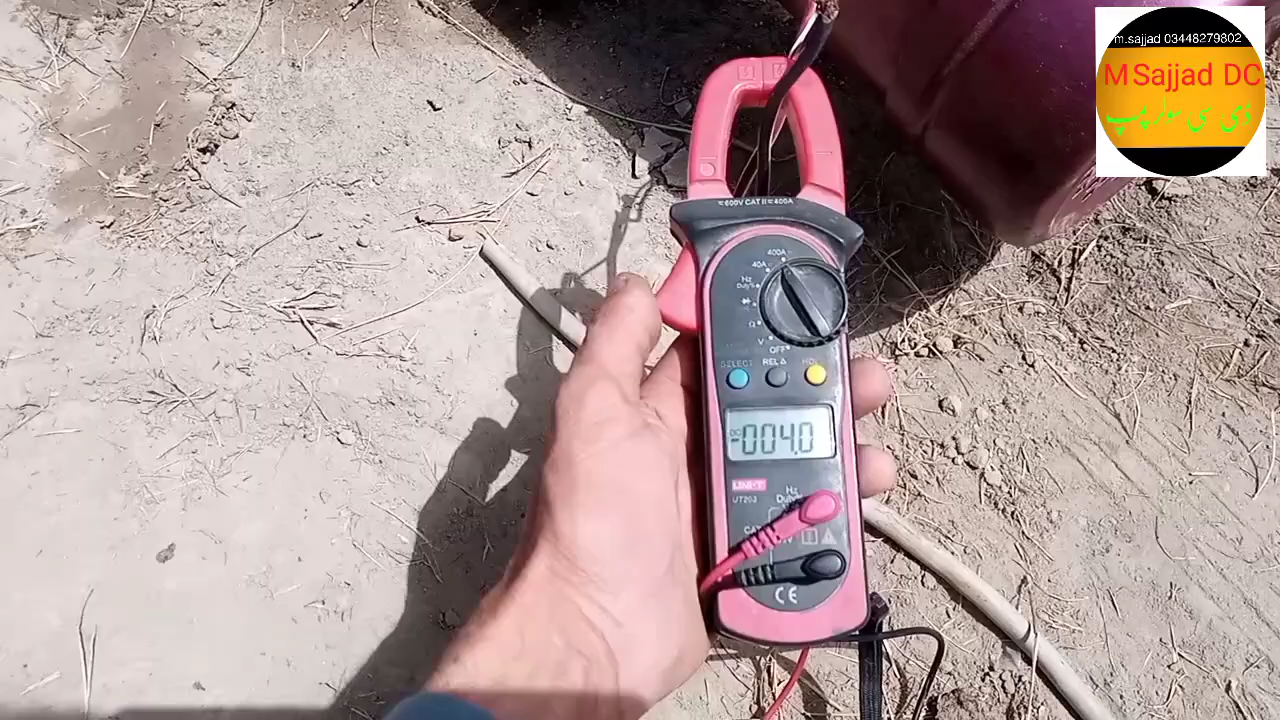 m.sajjad 03448279802
M Sajjad DC
ڈی سی سولر پمپ
≂600V CAT II ≂400A
400A
40A
Hz
Duty%
Ω
V
OFF
SELECT REL△
DC
-004.0
UNI-T
UT203
Hz
Duty%
CE